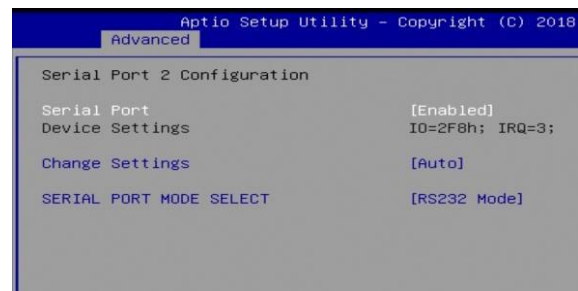 Aptio Setup Utility – Copyright (C) 2018
Advanced
Serial Port 2 Configuration
Serial Port [Enabled]
Device Settings IO=2F8h; IRQ=3;
Change Settings [Auto]
SERIAL PORT MODE SELECT [RS232 Mode]